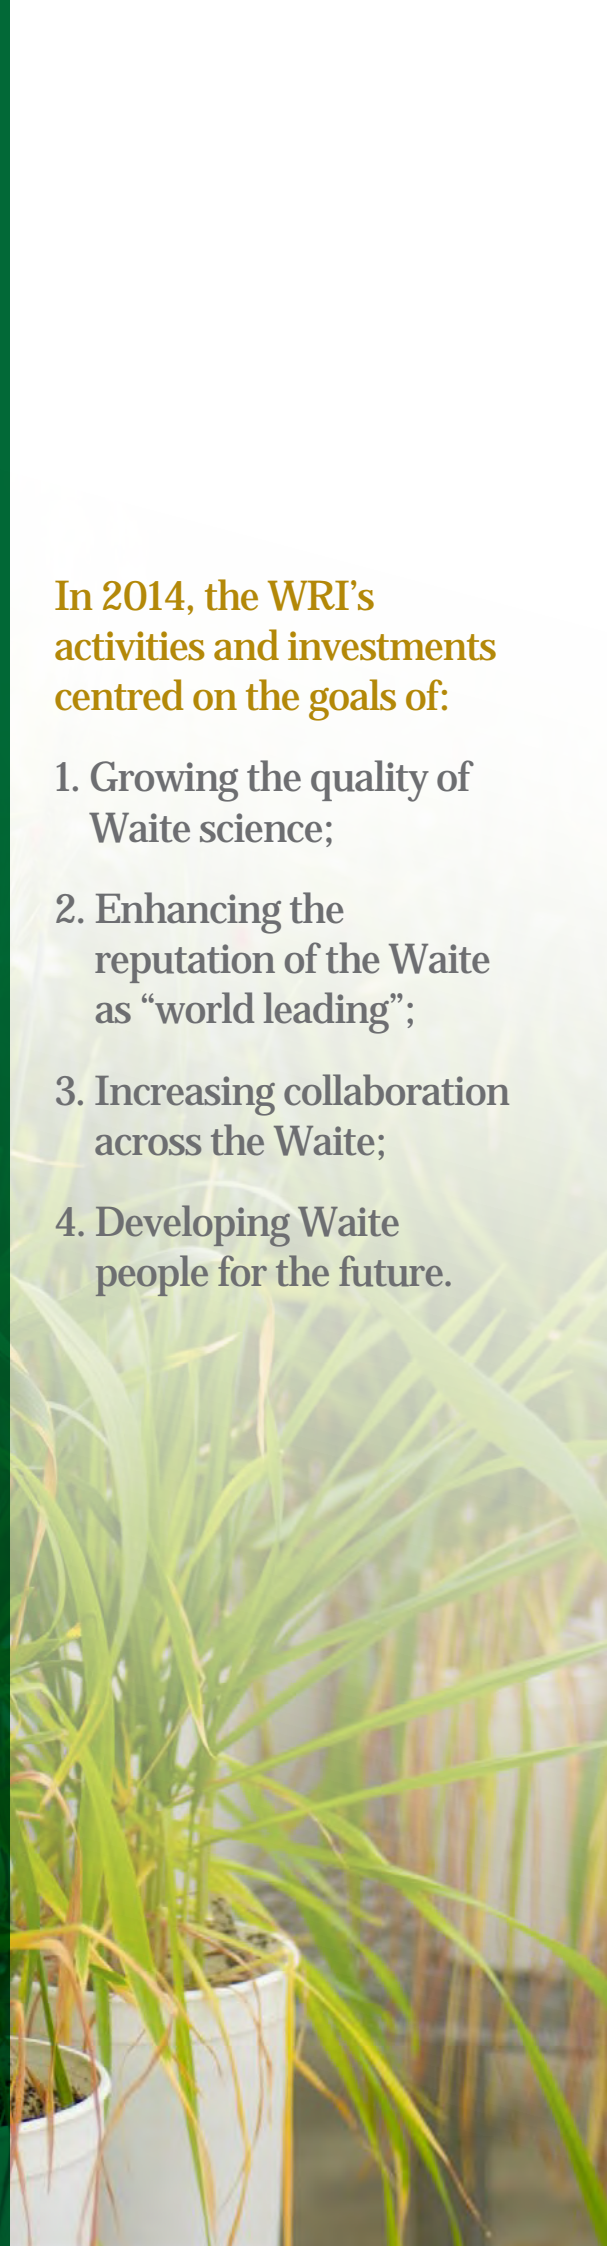 In 2014, the WRI’s
activities and investments
centred on the goals of:
1. Growing the quality of
Waite science;
2. Enhancing the
reputation of the Waite
as “world leading”;
3. Increasing collaboration
across the Waite;
4. Developing Waite
people for the future.